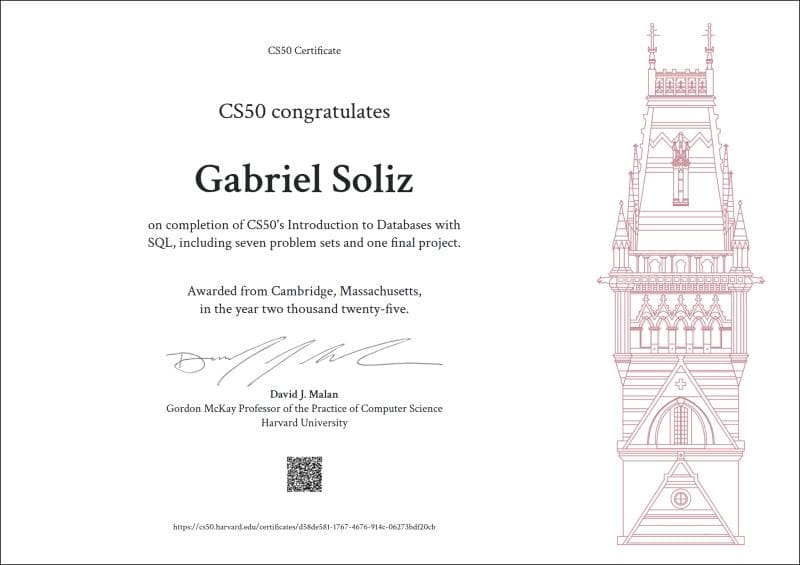 CS50 Certificate
CS50 congratulates
Gabriel Soliz
on completion of CS50's Introduction to Databases with
SQL, including seven problem sets and one final project.
Awarded from Cambridge, Massachusetts,
in the year two thousand twenty-five.
David J. Malan
Gordon McKay Professor of the Practice of Computer Science
Harvard University
https://cs50.harvard.edu/certificates/d58de581-1767-4676-914c-06273bdf20cb